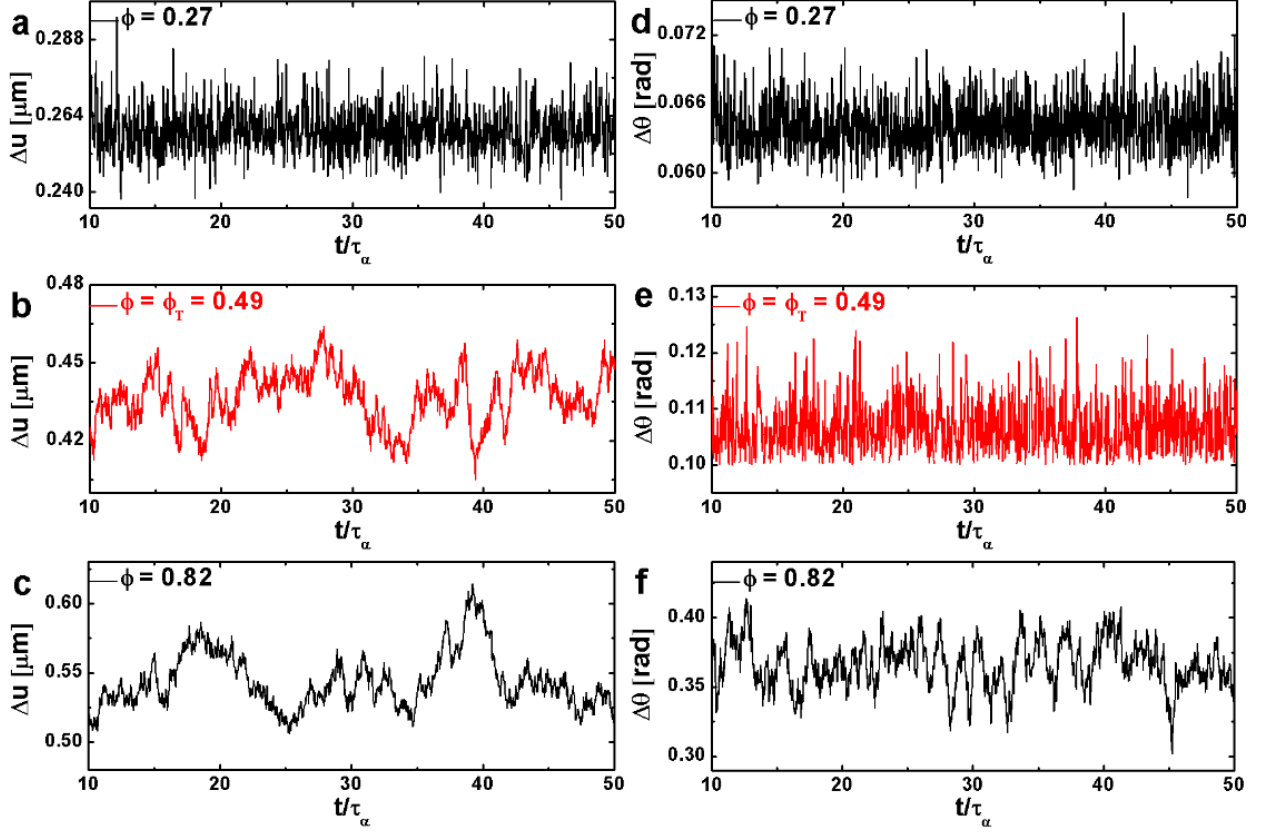 a
ϕ = 0.27
Δu [μm]
0.288
0.264
0.240
10 20 30 40 50
t/τα
d
ϕ = 0.27
Δθ [rad]
0.072
0.066
0.060
10 20 30 40 50
t/τα
b
ϕ = ϕT = 0.49
Δu [μm]
0.48
0.45
0.42
10 20 30 40 50
t/τα
e
ϕ = ϕT = 0.49
Δθ [rad]
0.13
0.12
0.11
0.10
10 20 30 40 50
t/τα
c
ϕ = 0.82
Δu [μm]
0.60
0.55
0.50
10 20 30 40 50
t/τα
f
ϕ = 0.82
Δθ [rad]
0.40
0.35
0.30
10 20 30 40 50
t/τα